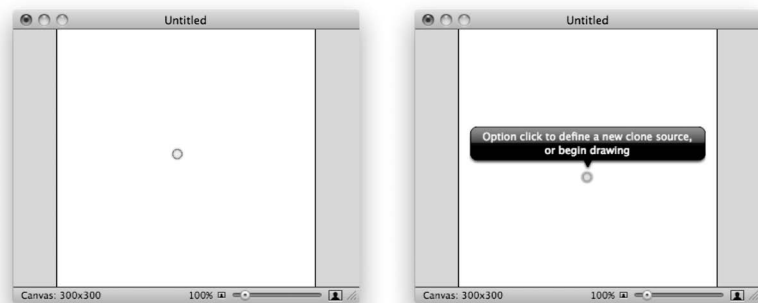 Untitled
Canvas: 300x300 100%
Untitled
Option click to define a new clone source,
or begin drawing
Canvas: 300x300 100%